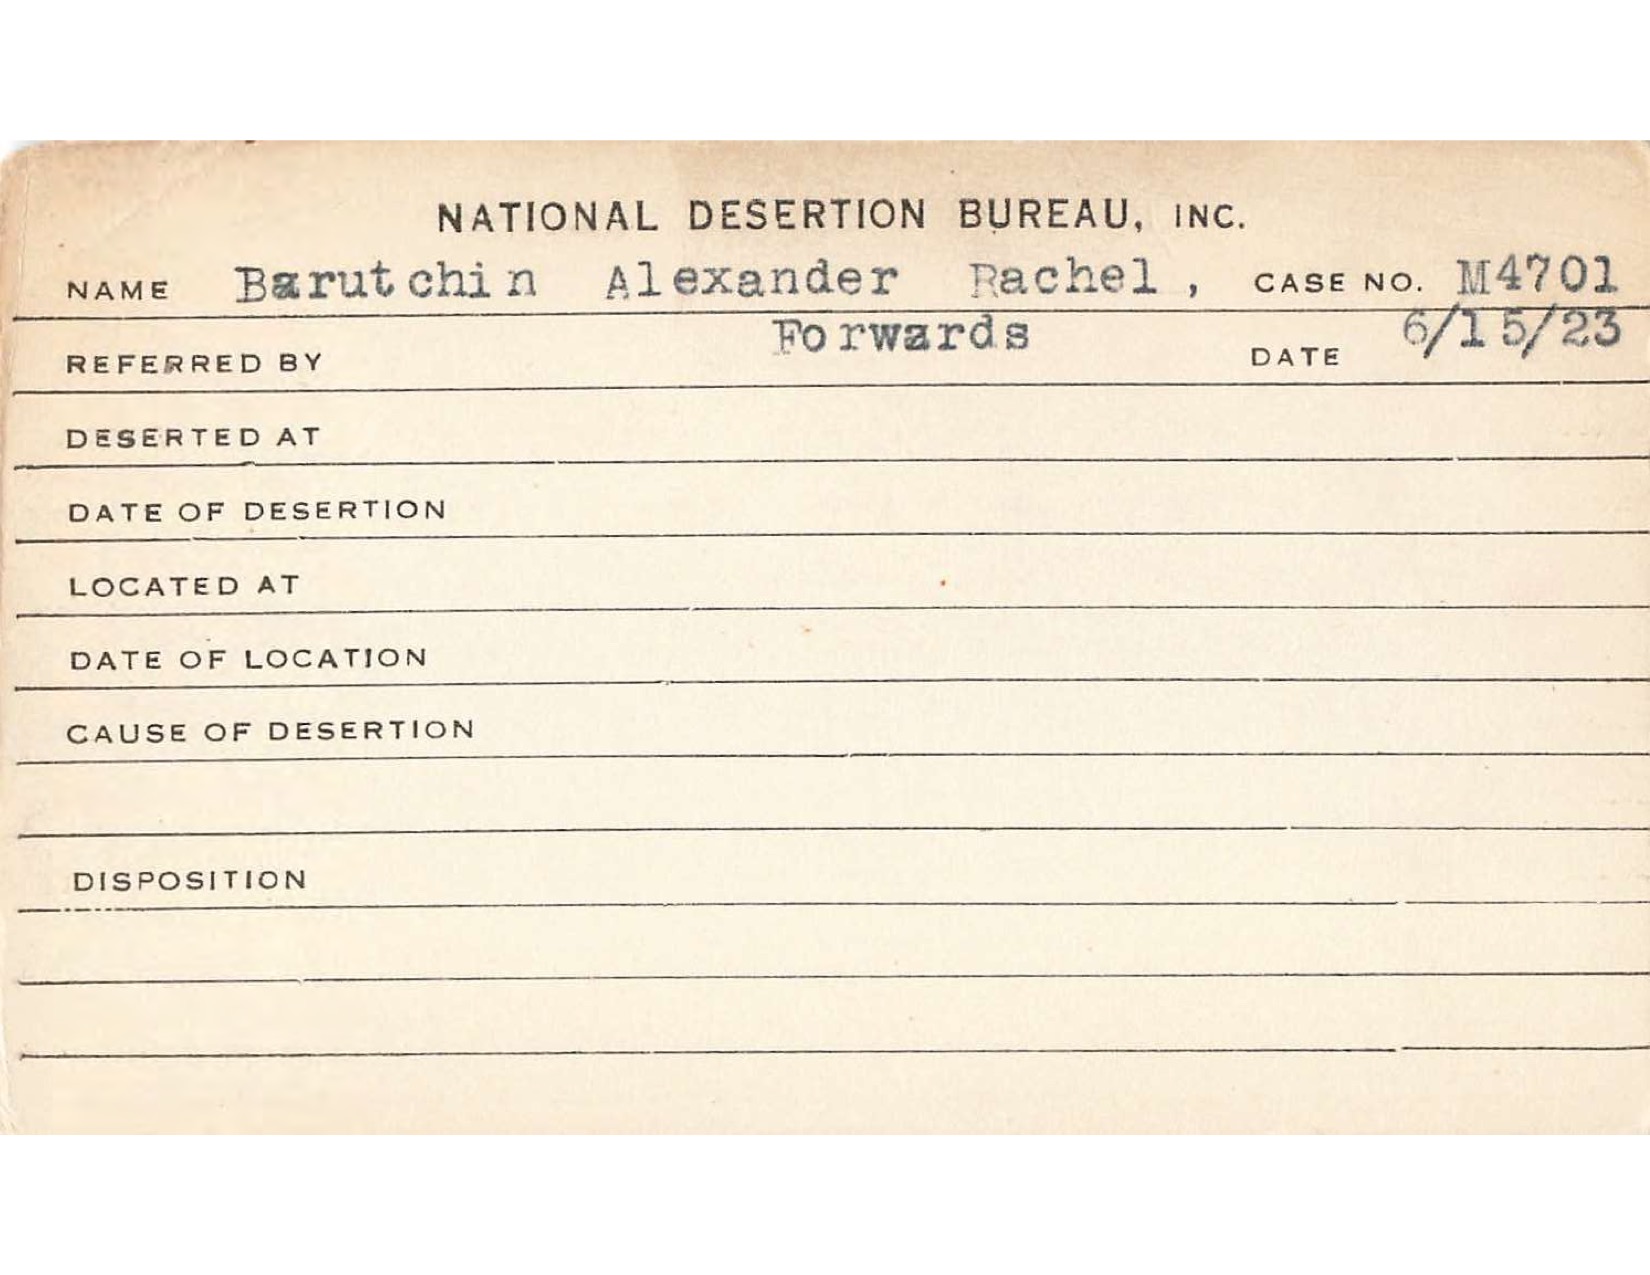 NATIONAL DESERTION BUREAU, INC.
NAME Barutchin Alexander Rachel, CASE NO. M4701
REFERRED BY Forwards DATE 6/15/23
DESERTED AT
DATE OF DESERTION
LOCATED AT
DATE OF LOCATION
CAUSE OF DESERTION
DISPOSITION